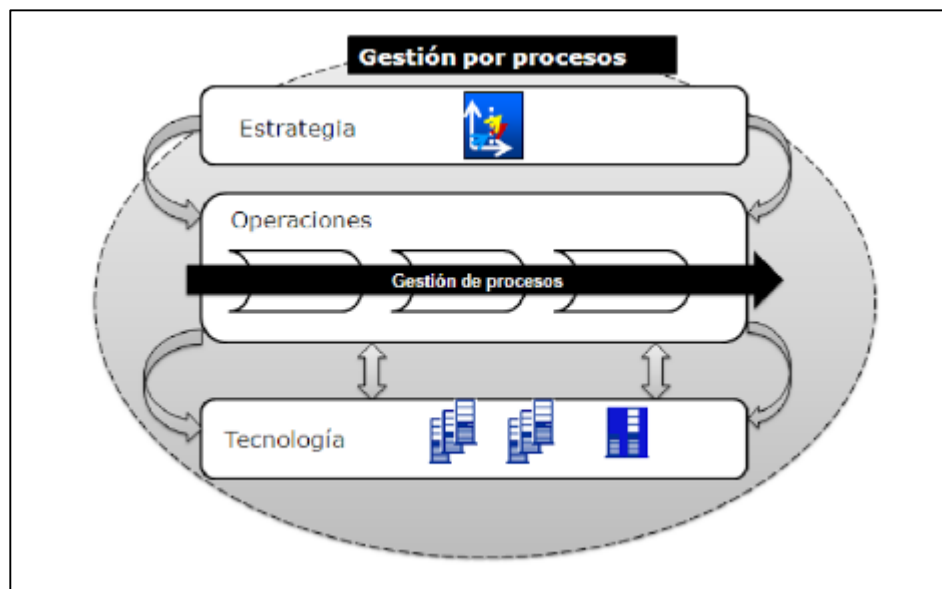 Gestión por procesos
Estrategia
Operaciones
Gestión de procesos
Tecnología